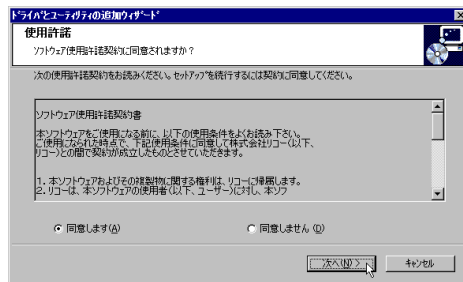 ﾄﾞﾗｲﾊﾞとﾕｰﾃｨﾘﾃｨの追加ｳｨｻﾞｰﾄﾞ
使用許諾
ｿﾌﾄｳｪｱ使用許諾契約に同意されますか？
次の使用許諾契約をお読みください。ｾｯﾄｱｯﾌﾟを続行するには契約に同意してください。
ソフトウェア使用許諾契約書
本ソフトウェアをご使用になる前に、以下の使用条件をよくお読み下さい。
ご使用になられた時点で、下記使用条件に同意して株式会社リコー（以下、
リコー）との間で契約が成立したものとさせていただきます。
1. 本ソフトウェアおよびその複製物に関する権利は、リコーに帰属します。
2. リコーは、本ソフトウェアの使用者（以下、ユーザー）に対し、本ソフ
同意します(A)
同意しません(D)
次へ(N) >
ｷｬﾝｾﾙ